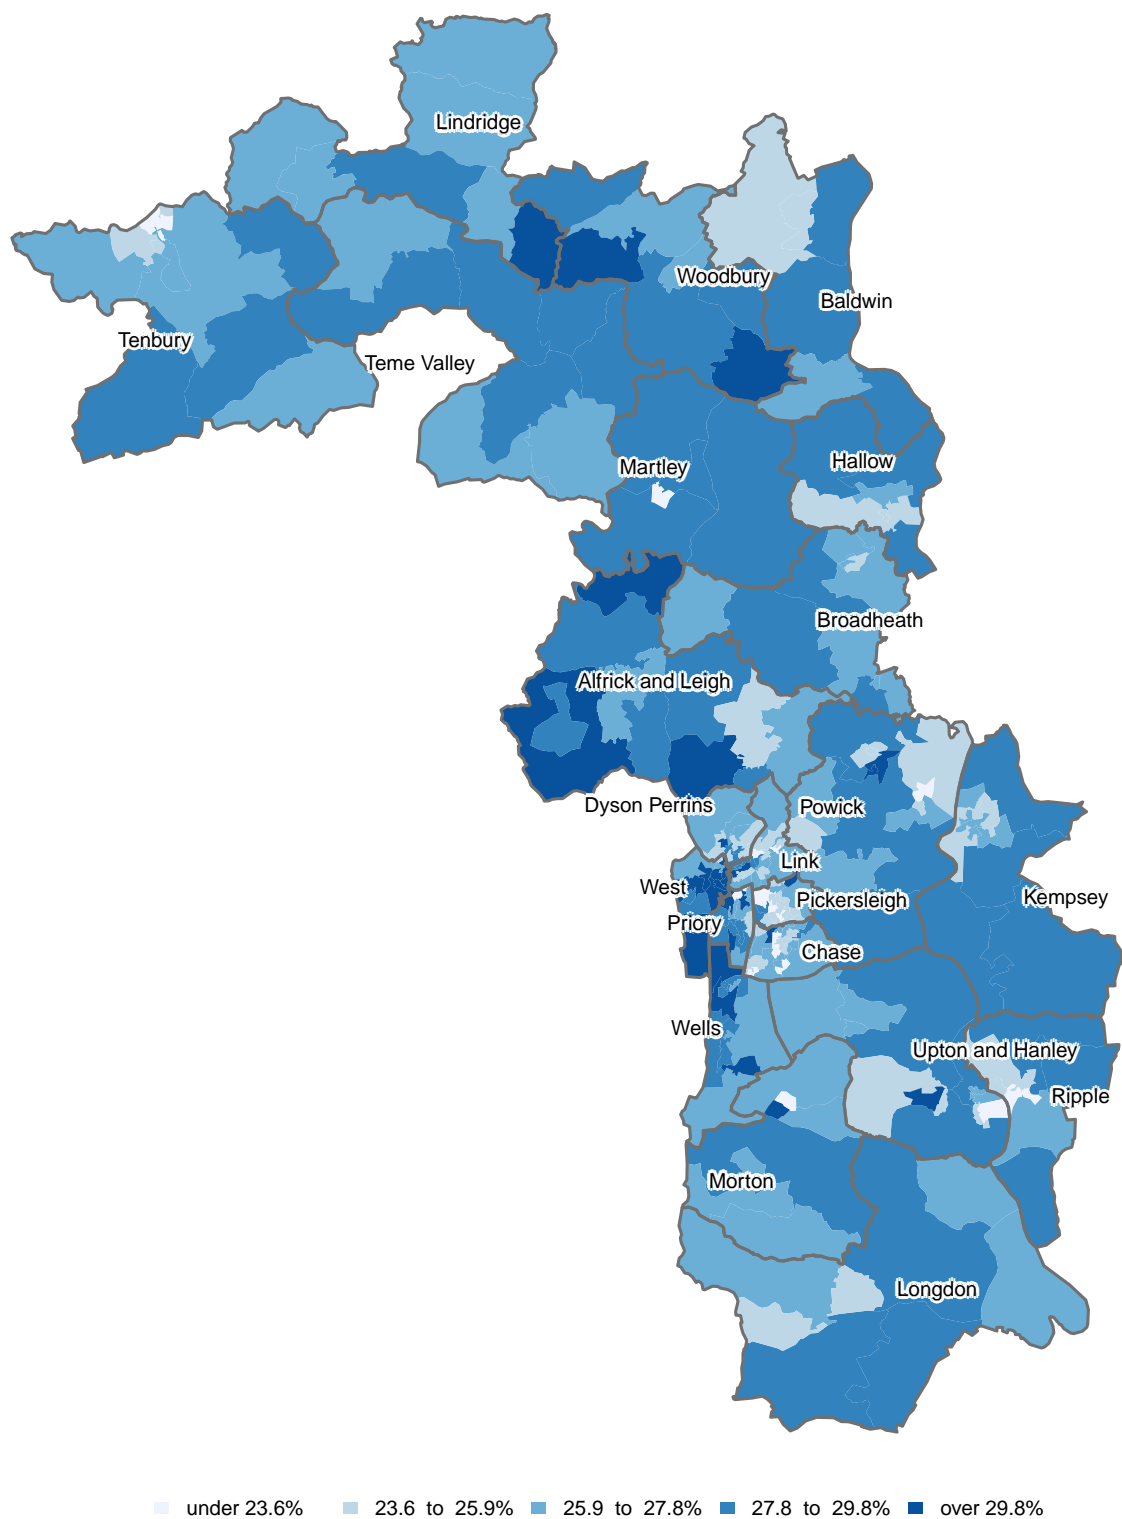 Lindridge
Woodbury
Baldwin
Tenbury
Teme Valley
Martley
Hallow
Broadheath
Alfrick and Leigh
Dyson Perrins
Powick
Link
West
Pickersleigh
Kempsey
Priory
Chase
Wells
Upton and Hanley
Ripple
Morton
Longdon
under 23.6% 23.6 to 25.9% 25.9 to 27.8% 27.8 to 29.8% over 29.8%